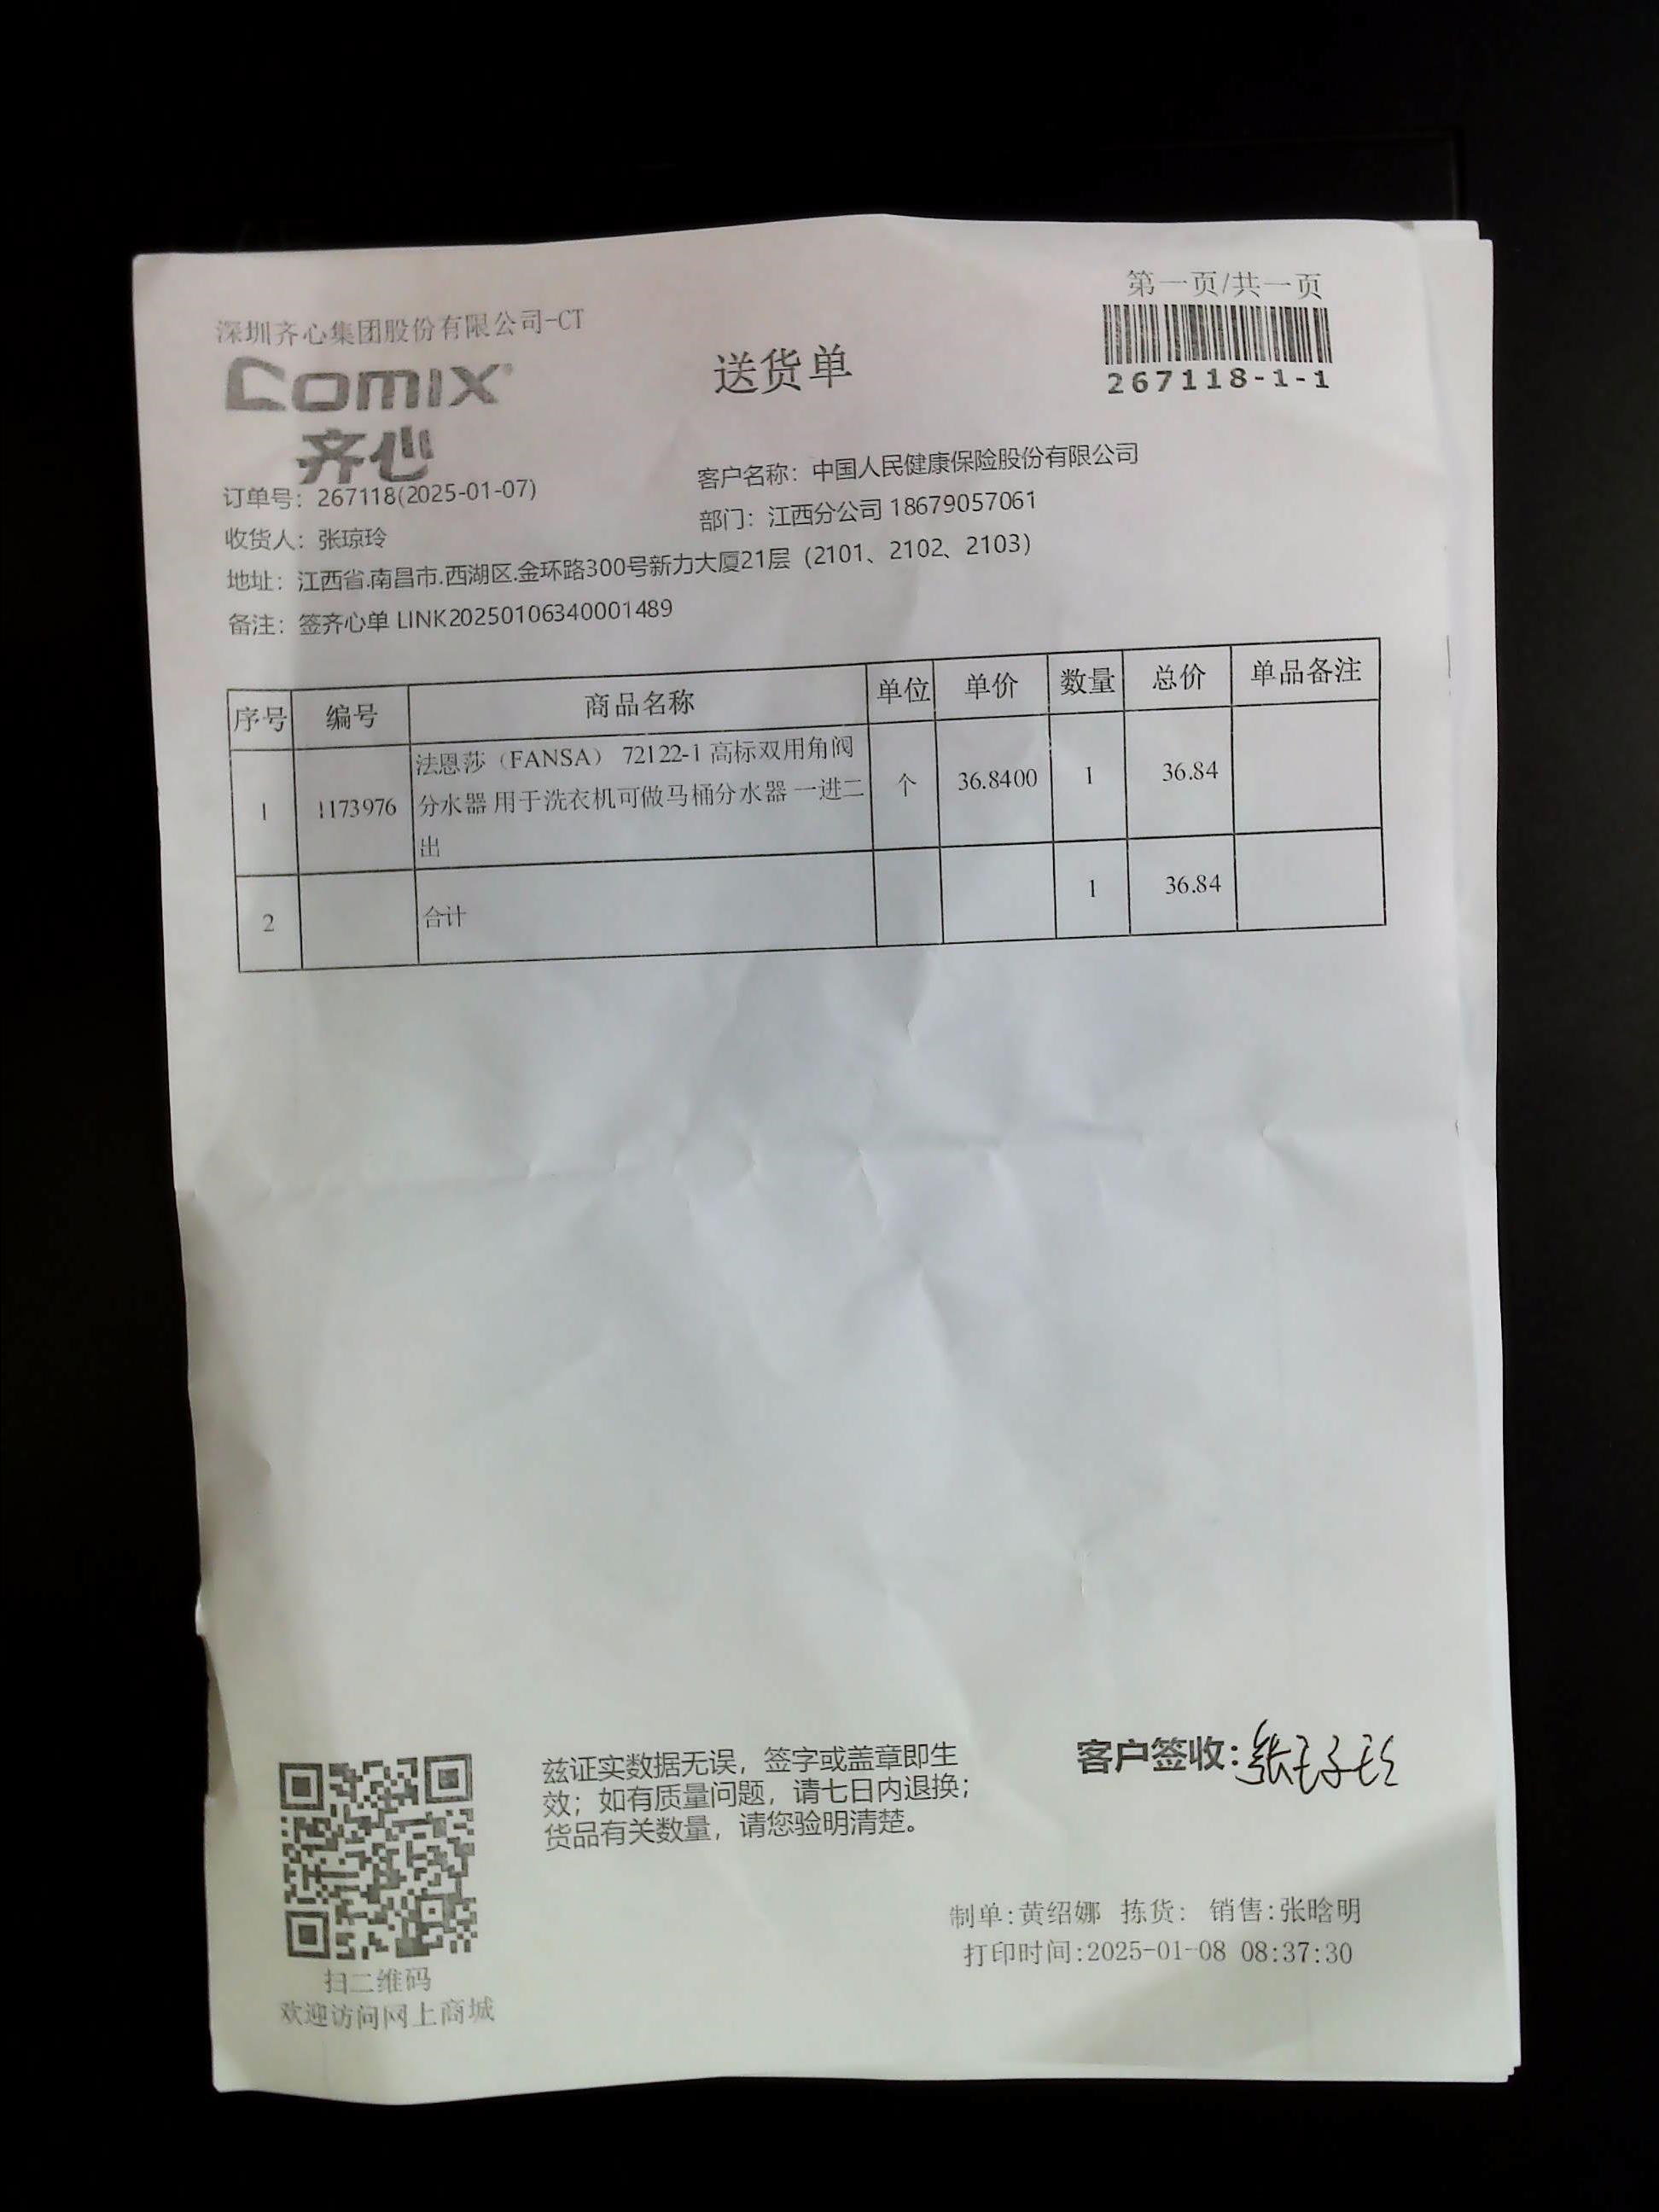 第一页/共一页
深圳齐心集团股份有限公司-CT
comix
齐心
送货单
267118-1-1
订单号：267118(2025-01-07)
客户名称：中国人民健康保险股份有限公司
收货人：张琼玲
部门：江西分公司 18679057061
地址：江西省.南昌市.西湖区.金环路300号新力大厦21层（2101、2102、2103）
备注：签齐心单 LINK20250106340001489
序号 编号 商品名称 单位 单价 数量 总价 单品备注
1 1173976 法恩莎（FANSA） 72122-1 高标双用角阀 个 36.8400 1 36.84
分水器 用于洗衣机可做马桶分水器 一进二
出
2 合计 1 36.84
兹证实数据无误，签字或盖章即生
效；如有质量问题，请七日内退换；
货品有关数量，请您验明清楚。
客户签收:张琼玲
制单:黄绍娜 拣货: 销售:张晗明
打印时间:2025-01-08 08:37:30
扫二维码
欢迎访问网上商城